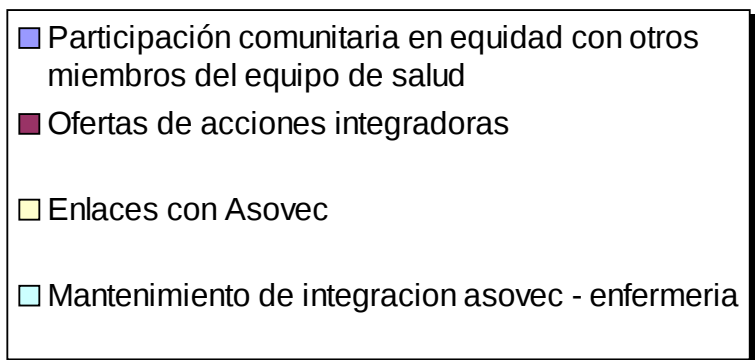 Participación comunitaria en equidad con otros
miembros del equipo de salud
Ofertas de acciones integradoras
Enlaces con Asovec
Mantenimiento de integracion asovec - enfermeria